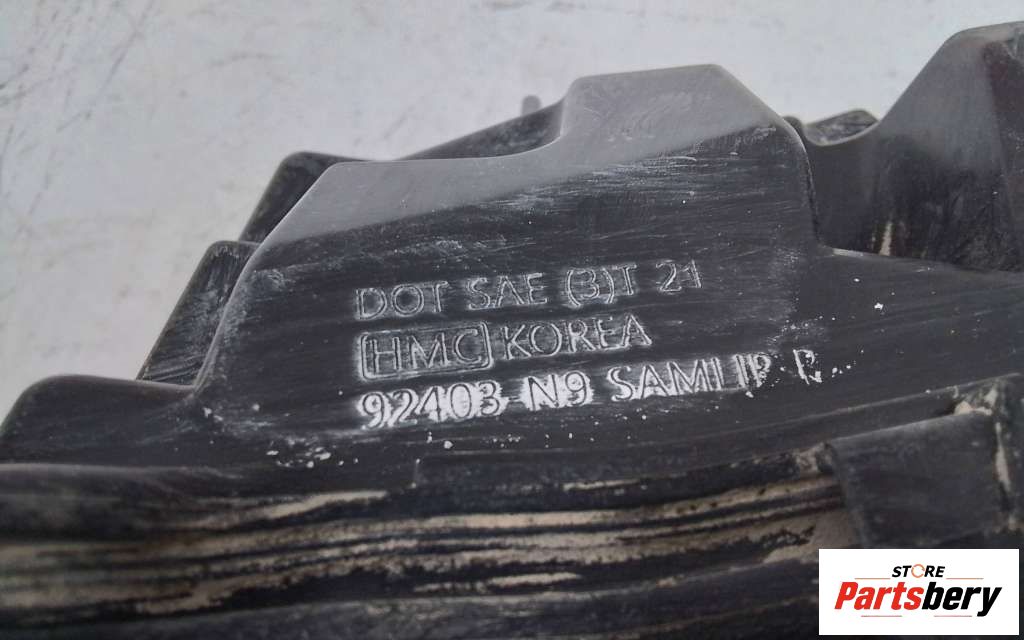 DOT SAE (3)T 21
HMC KOREA
92403-N9 SAMLIP
STORE
Partsbery